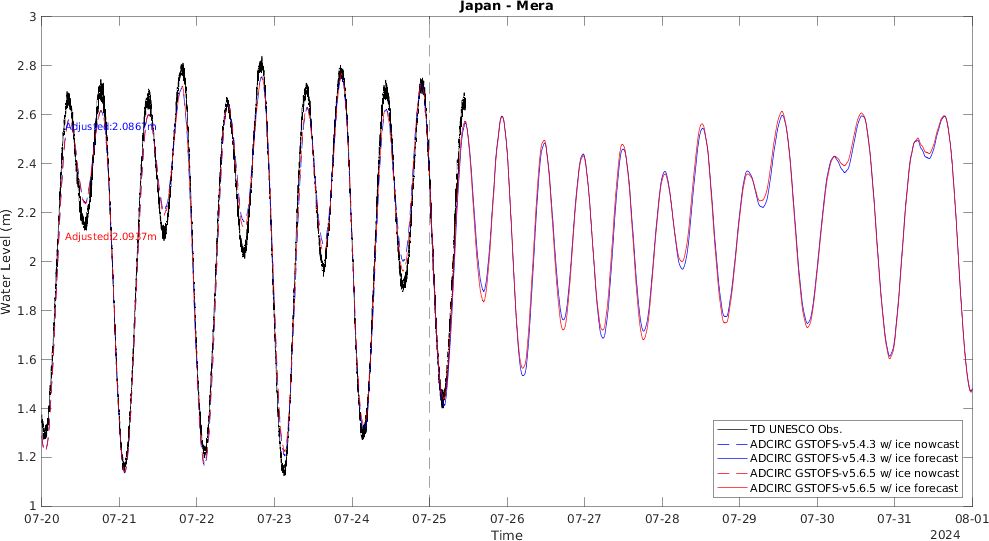 Japan - Mera
3
2.8
2.6
2.4
2.2
2
1.8
1.6
1.4
1.2
1
Water Level (m)
Adjusted:2.0867m
Adjusted:2.0937m
TD UNESCO Obs.
ADCIRC GSTOFS-v5.4.3 w/ ice nowcast
ADCIRC GSTOFS-v5.4.3 w/ ice forecast
ADCIRC GSTOFS-v5.6.5 w/ ice nowcast
ADCIRC GSTOFS-v5.6.5 w/ ice forecast
07-20 07-21 07-22 07-23 07-24 07-25 07-26 07-27 07-28 07-29 07-30 07-31 08-01
Time
2024